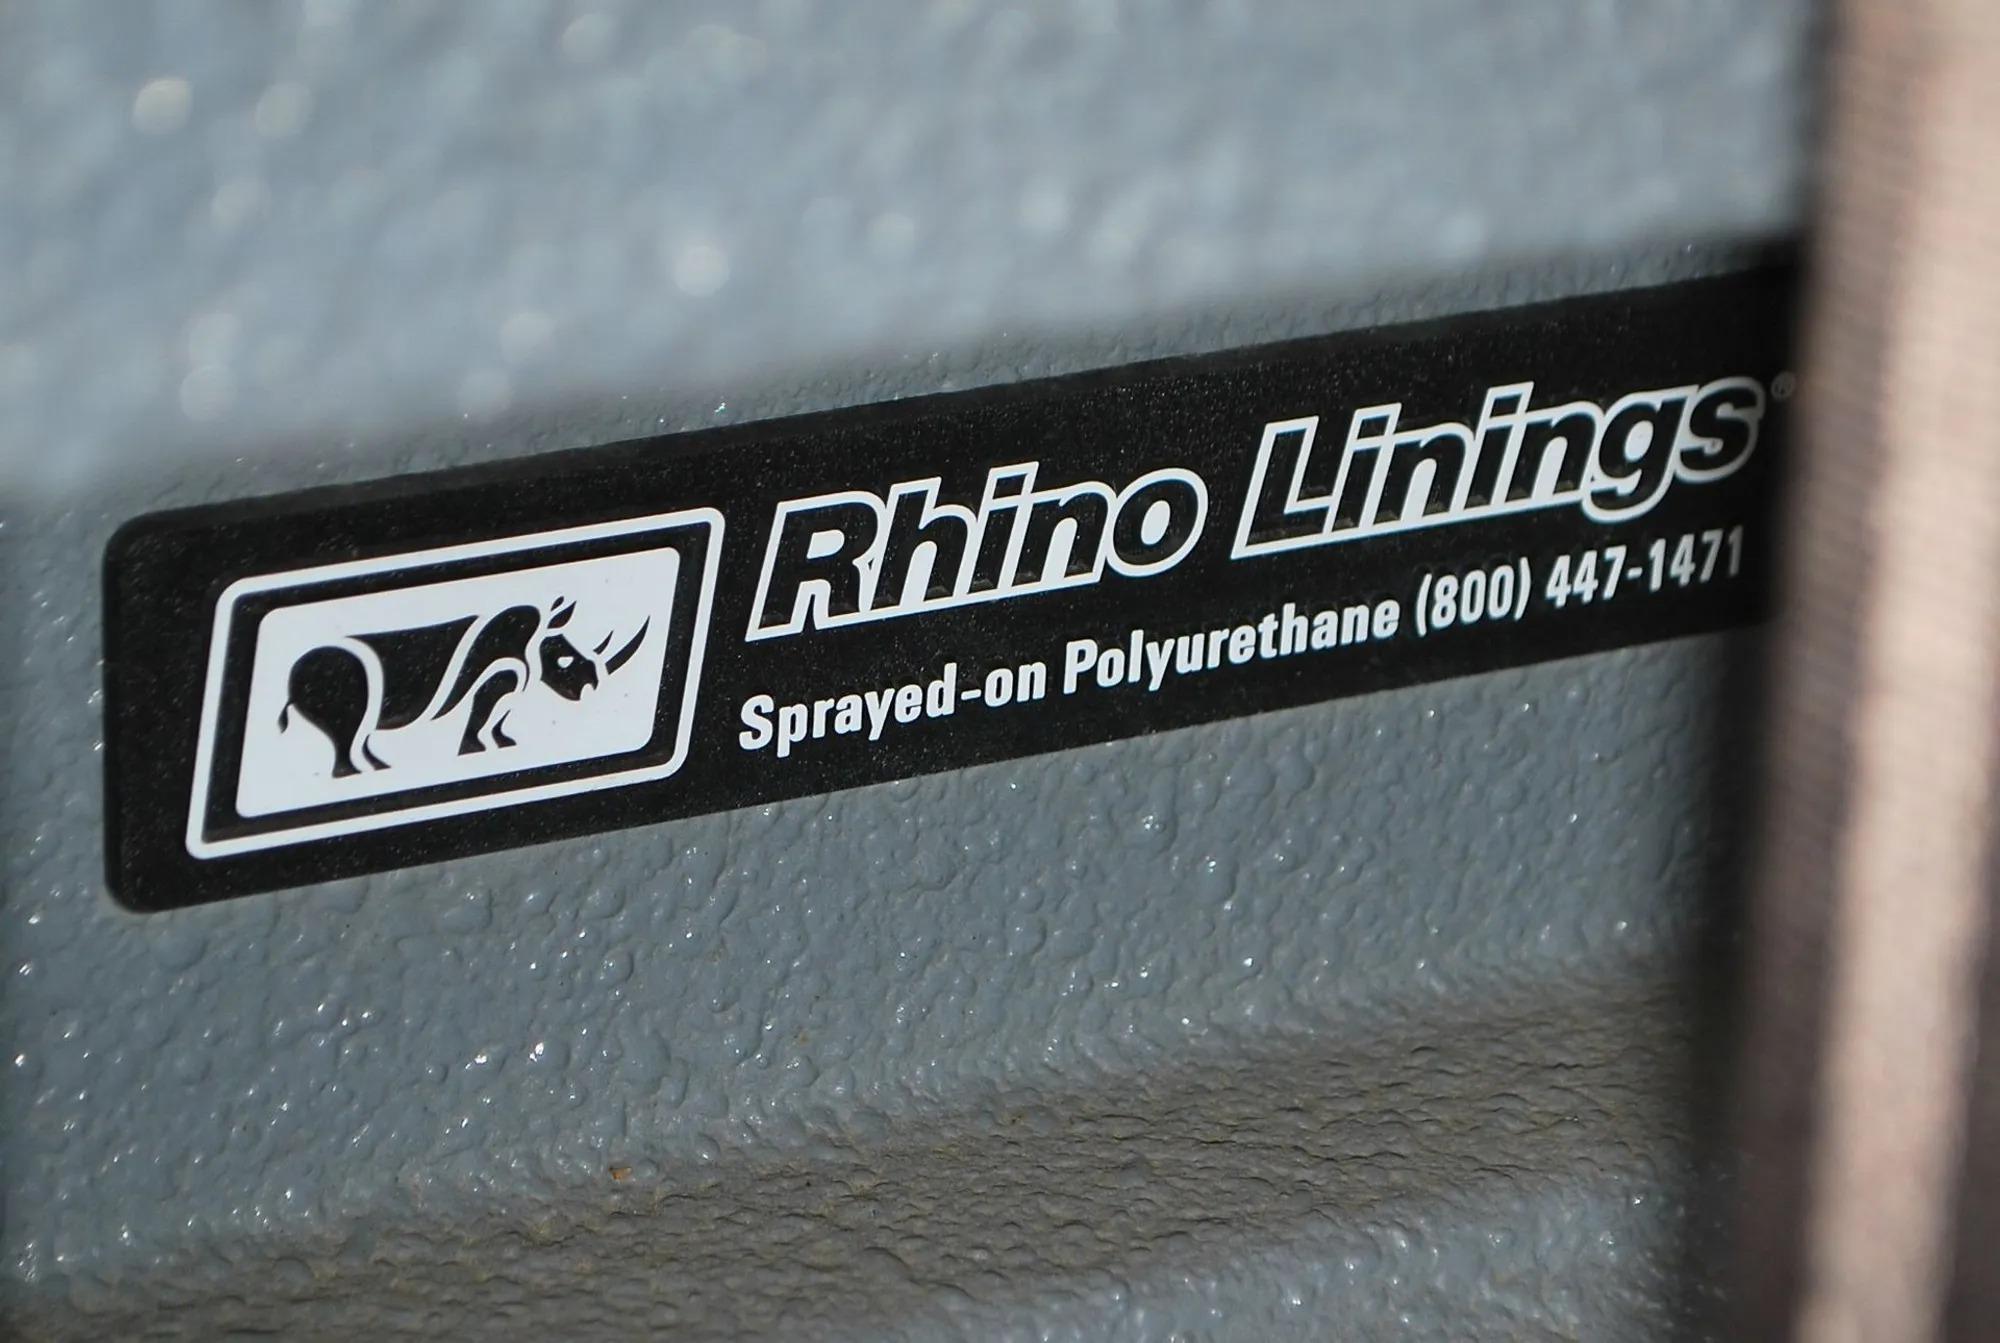 Rhino Linings®
Sprayed-on Polyurethane (800) 447-1471